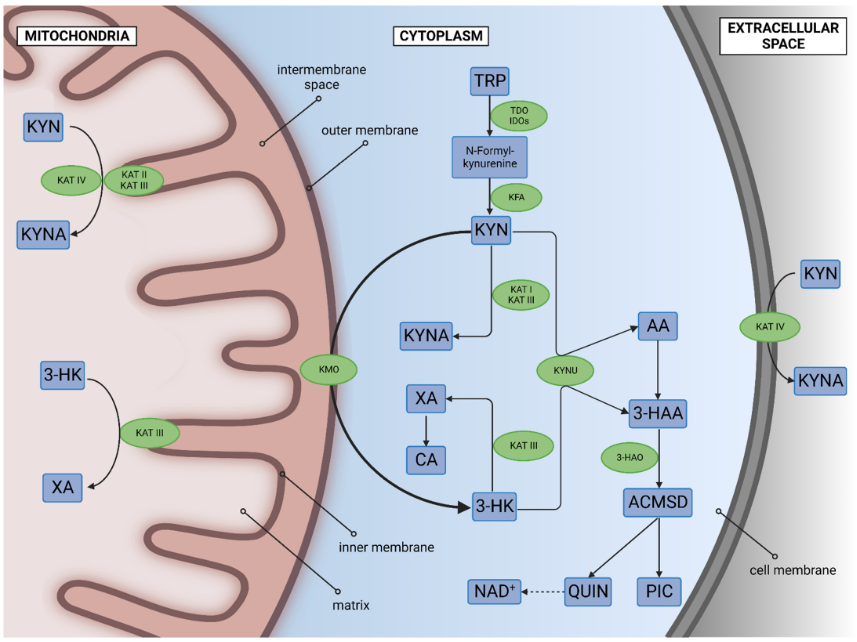 MITOCHONDRIA
CYTOPLASM
EXTRACELLULAR
SPACE
intermembrane
space
outer membrane
TRP
TDO
IDOs
N-Formyl-
kynurenine
KFA
KYN
KYN
KAT IV
KAT II
KAT III
KYNA
KAT I
KAT III
KYNA
KYN
KAT IV
KYNA
AA
KMO
KYNU
3-HK
XA
3-HAA
KAT III
KAT III
CA
3-HAO
XA
3-HK
ACMSD
inner membrane
cell membrane
matrix
NAD+
QUIN
PIC